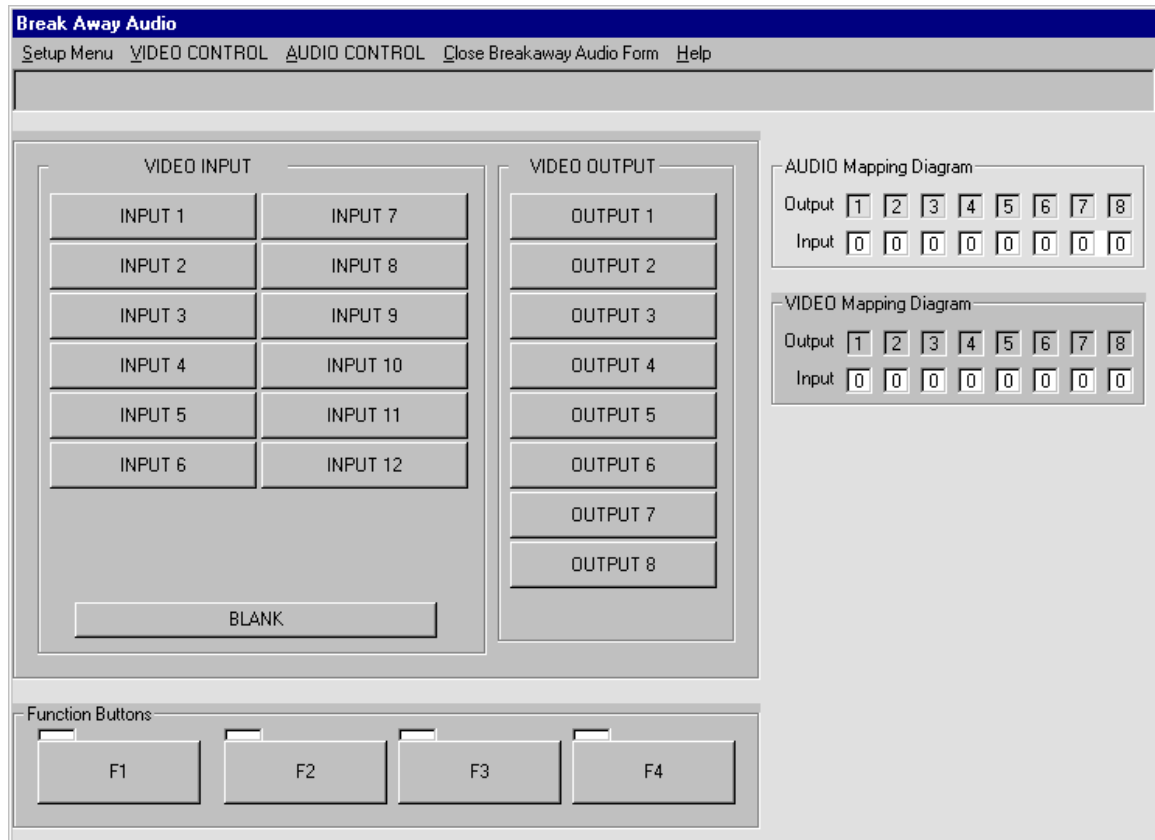 Break Away Audio
Setup Menu VIDEO CONTROL AUDIO CONTROL Close Breakaway Audio Form Help
VIDEO INPUT
INPUT 1 INPUT 7
INPUT 2 INPUT 8
INPUT 3 INPUT 9
INPUT 4 INPUT 10
INPUT 5 INPUT 11
INPUT 6 INPUT 12
BLANK
VIDEO OUTPUT
OUTPUT 1
OUTPUT 2
OUTPUT 3
OUTPUT 4
OUTPUT 5
OUTPUT 6
OUTPUT 7
OUTPUT 8
AUDIO Mapping Diagram
Output 1 2 3 4 5 6 7 8
Input 0 0 0 0 0 0 0 0
VIDEO Mapping Diagram
Output 1 2 3 4 5 6 7 8
Input 0 0 0 0 0 0 0 0
Function Buttons
F1 F2 F3 F4